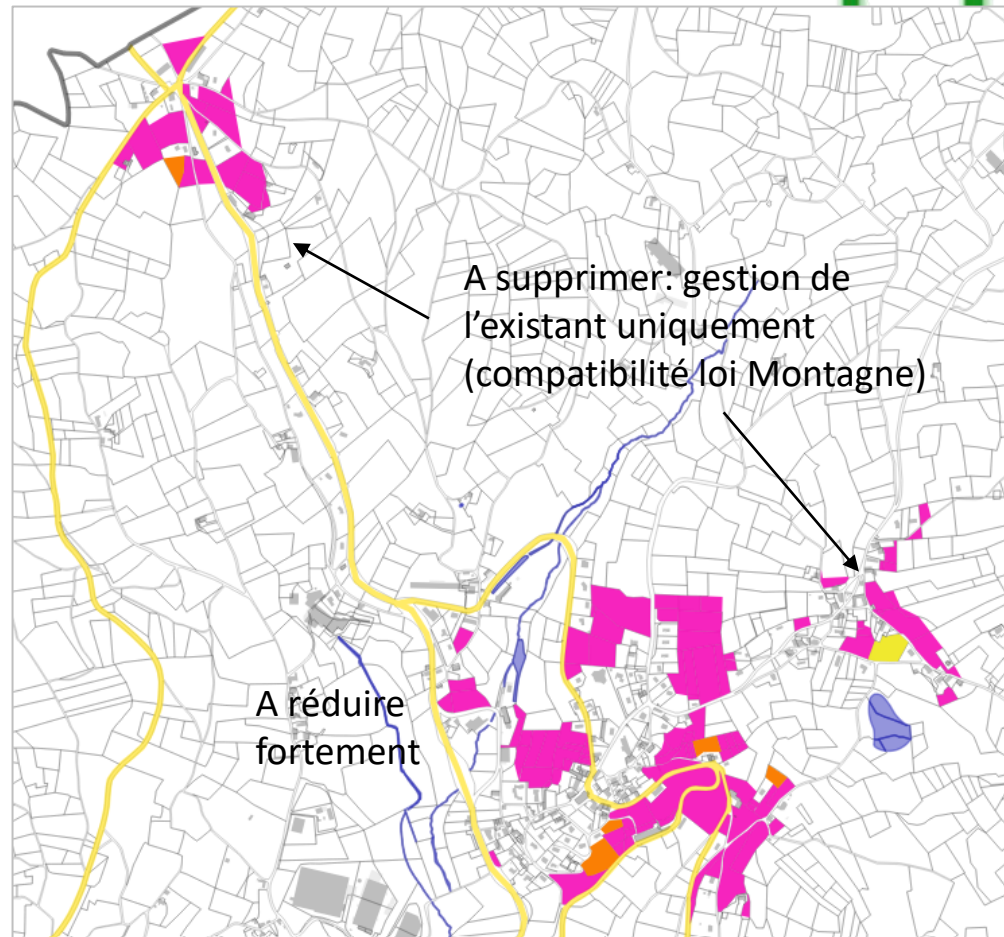 A supprimer: gestion de
l’existant uniquement
(compatibilité loi Montagne)
A réduire
fortement